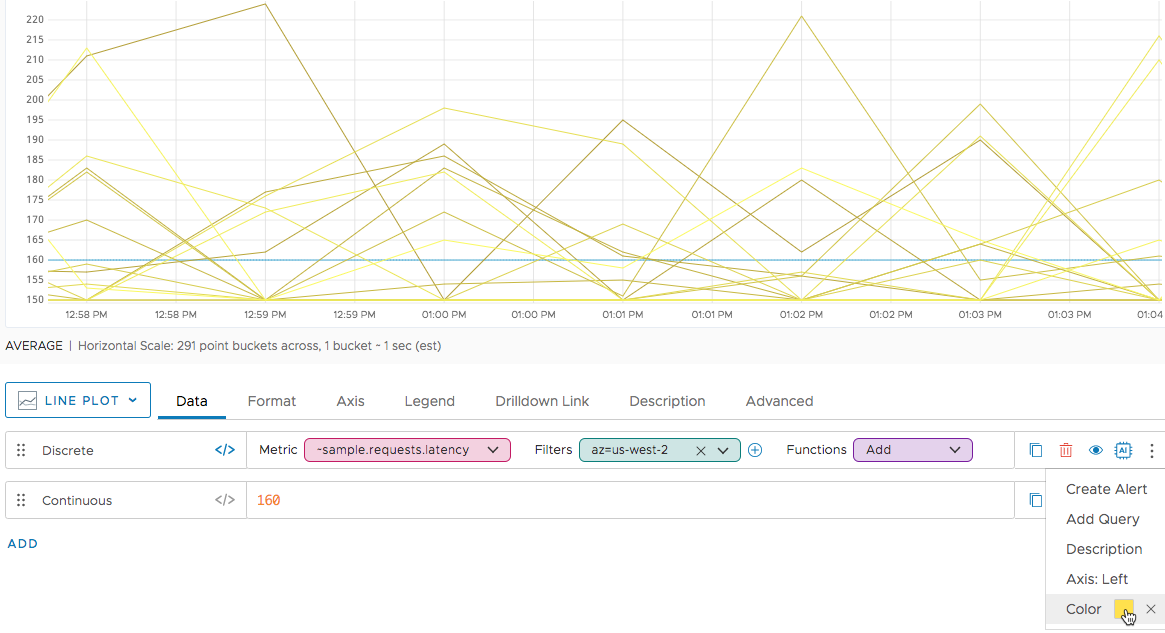 220
215
210
205
200
195
190
185
180
175
170
165
160
155
150
12:58 PM 12:58 PM 12:59 PM 12:59 PM 01:00 PM 01:00 PM 01:01 PM 01:01 PM 01:02 PM 01:02 PM 01:03 PM 01:03 PM 01:04
AVERAGE | Horizontal Scale: 291 point buckets across, 1 bucket ~ 1 sec (est)
LINE PLOT Data Format Axis Legend Drilldown Link Description Advanced
Discrete </> Metric ~sample.requests.latency Filters az=us-west-2 Functions Add AI
Continuous </> 160
Create Alert
Add Query
ADD
Description
Axis: Left
Color